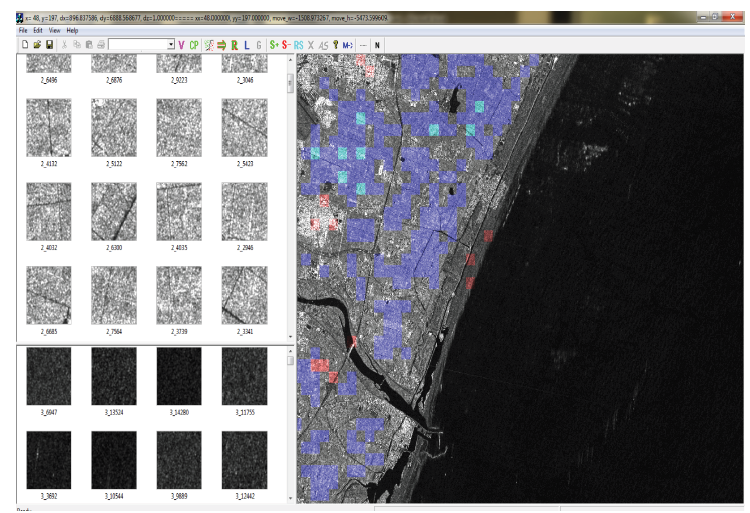 x= 48, y=197, dx=896.837586, dy=6888.568677, dz=1.000000===== xx=48.000000, yy=197.000000, move_w=-1508.973267, move_h=-5473.599609.
File Edit View Help
V CP R L G S+ S- RS X AS ? M-> --- N
2_6496 2_6876 2_9223 2_3046
2_4132 2_5122 2_7562 2_5423
2_4032 2_6300 2_4035 2_2946
2_6685 2_7564 2_3739 2_3341
3_6947 3_13524 3_14280 3_11755
3_3692 3_10544 3_9889 3_12442